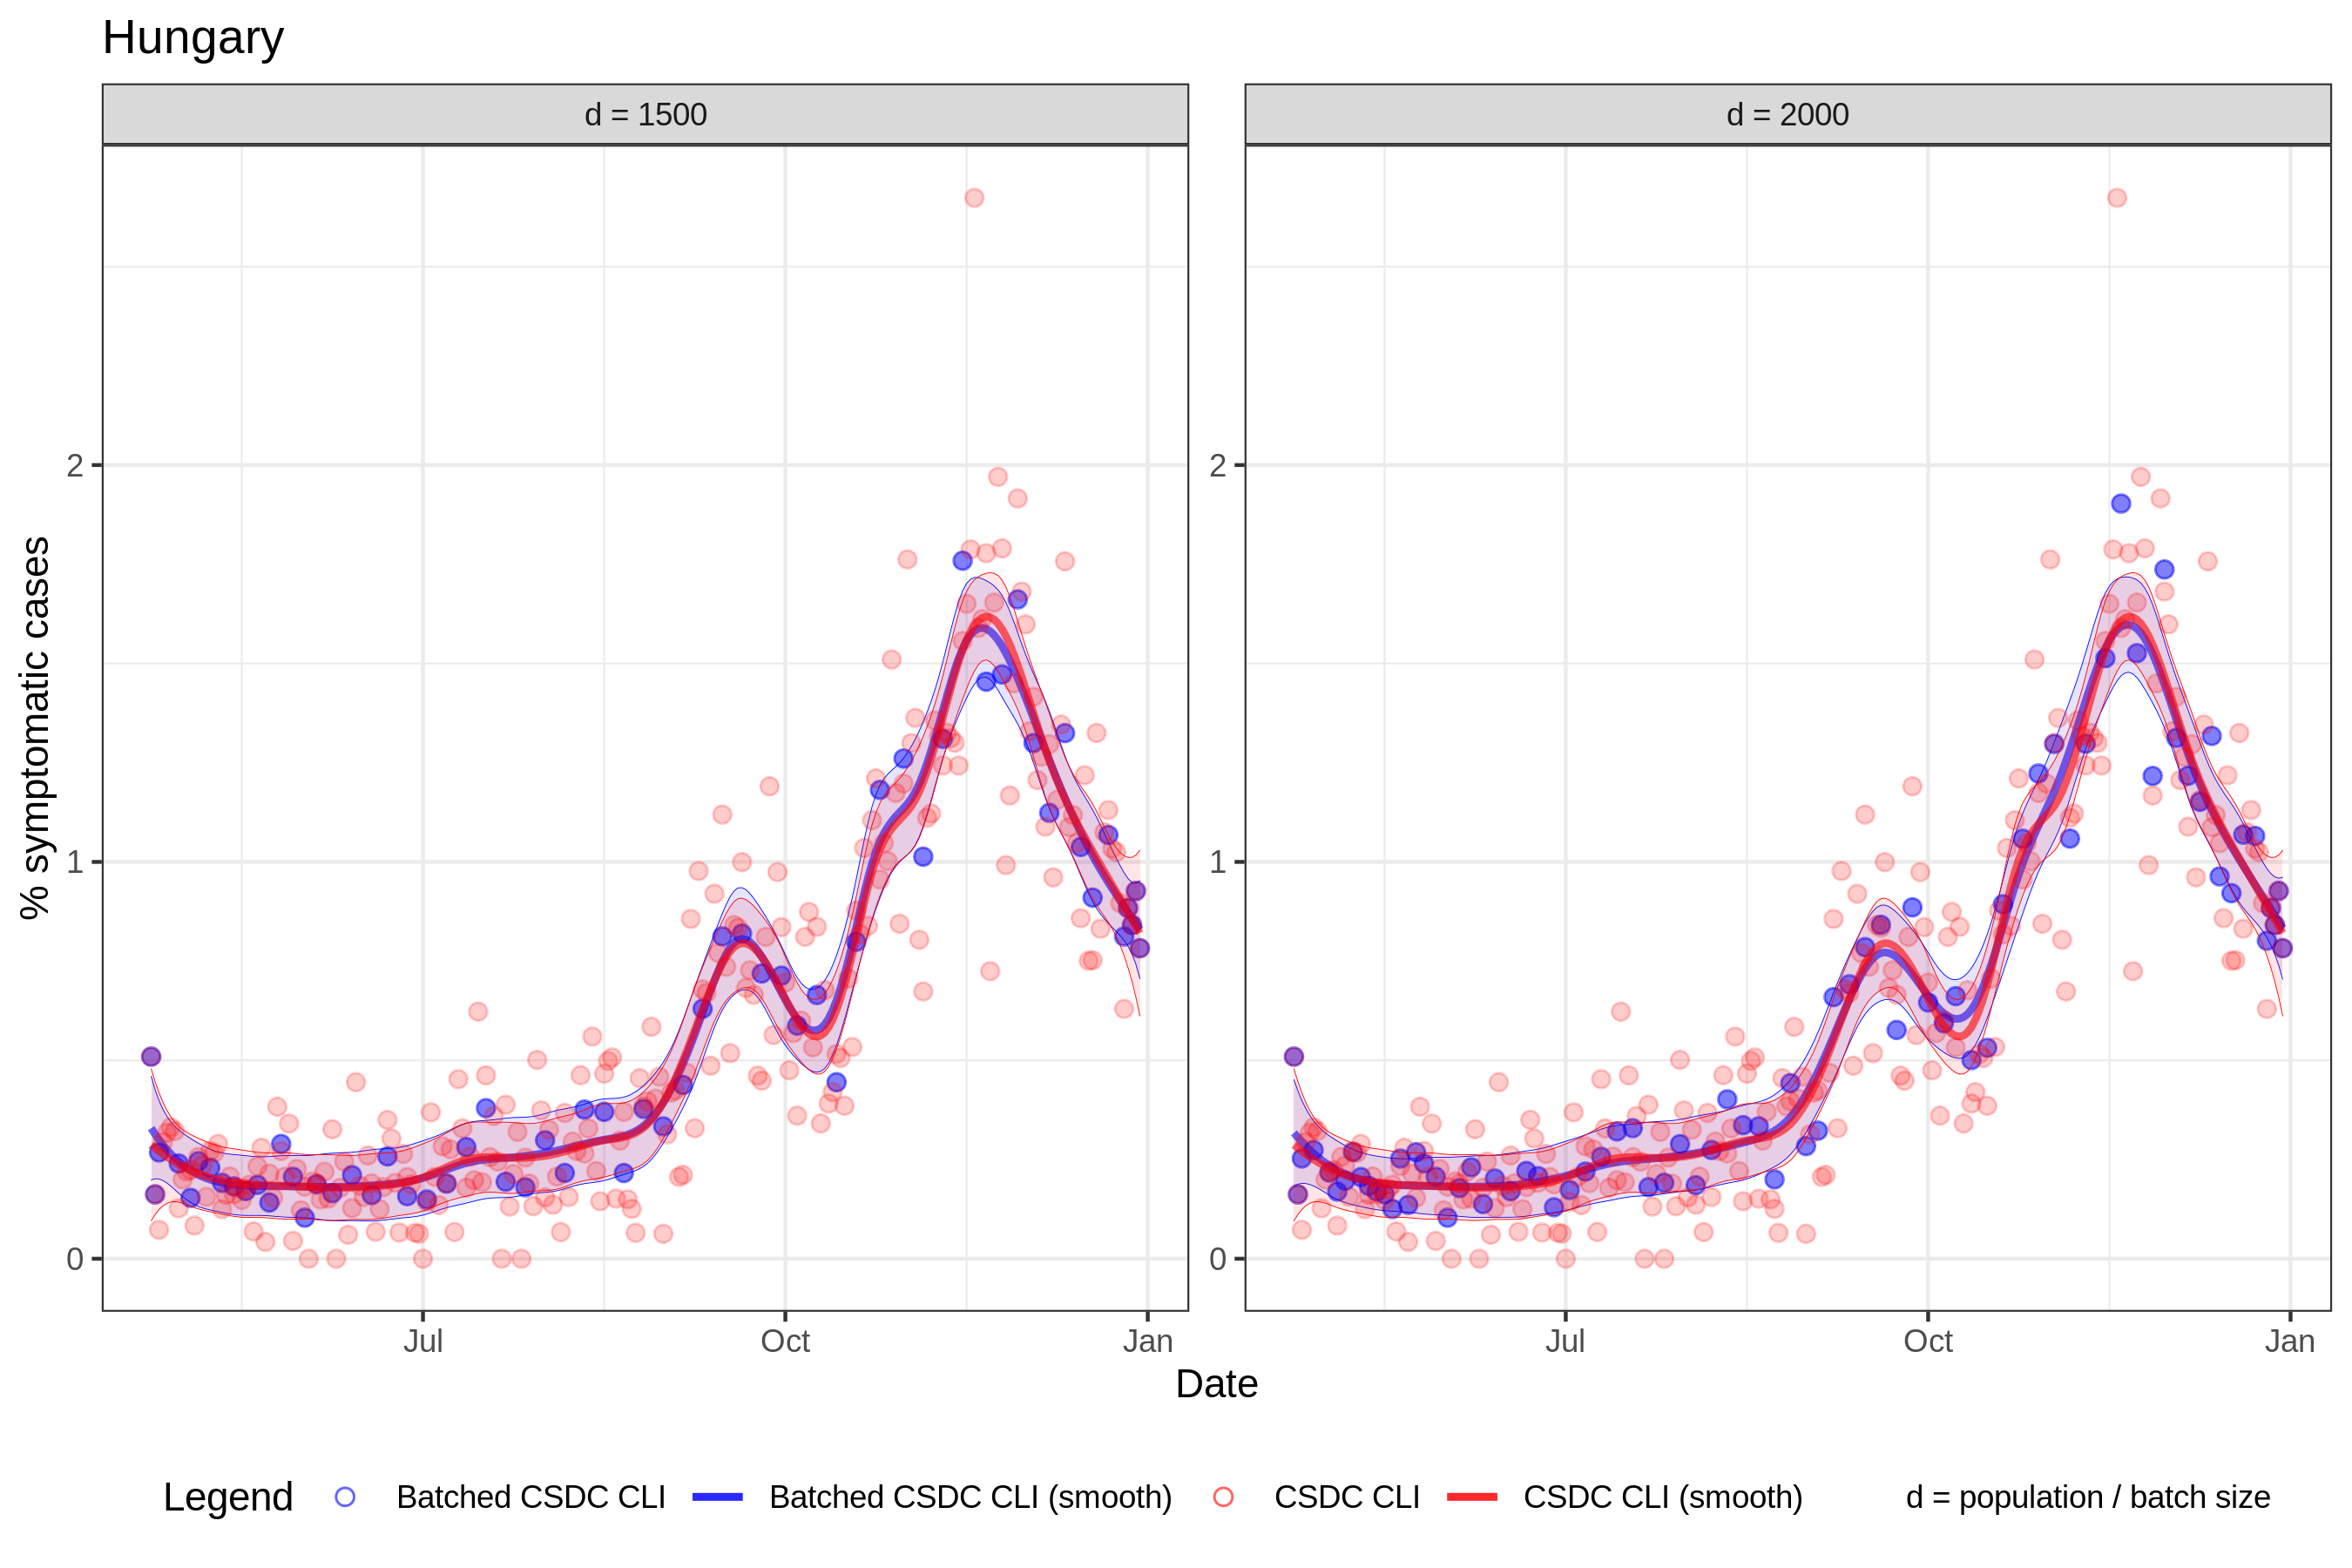 Hungary
d = 1500
d = 2000
% symptomatic cases
2
1
0
2
1
0
Jul
Oct
Jan
Jul
Oct
Jan
Date
Legend
Batched CSDC CLI
Batched CSDC CLI (smooth)
CSDC CLI
CSDC CLI (smooth)
d = population / batch size